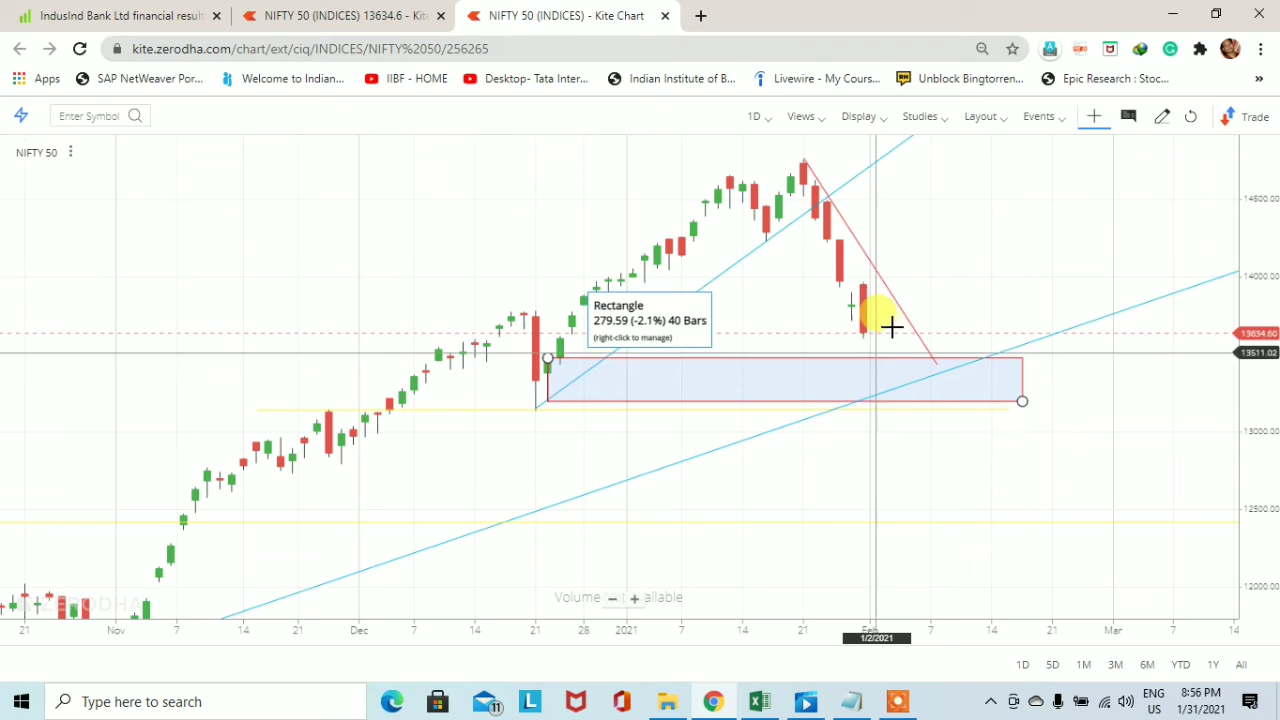 IndusInd Bank Ltd financial result
NIFTY 50 (INDICES) 13634.6 - Kite
NIFTY 50 (INDICES) - Kite Chart
kite.zerodha.com/chart/ext/ciq/INDICES/NIFTY%2050/256265
Apps
SAP NetWeaver Por...
Welcome to Indian...
IIBF - HOME
Desktop- Tata Inter...
Indian Institute of B...
Livewire - My Cours...
Unblock Bingtorren...
Epic Research : Stoc...
»
Enter Symbol
1D
Views
Display
Studies
Layout
Events
Trade
NIFTY 50
14500.00
14000.00
Rectangle
279.59 (-2.1%) 40 Bars
(right-click to manage)
13634.60
13511.02
13000.00
12500.00
12000.00
ZERODHA
21 Nov 7 14 21 Dec 7 14 21 28 2021 7 14 21 Feb 7 14 21 Mar 7 14
1/2/2021
1D 5D 1M 3M 6M YTD 1Y All
Type here to search
11
ENG
US
8:56 PM
1/31/2021